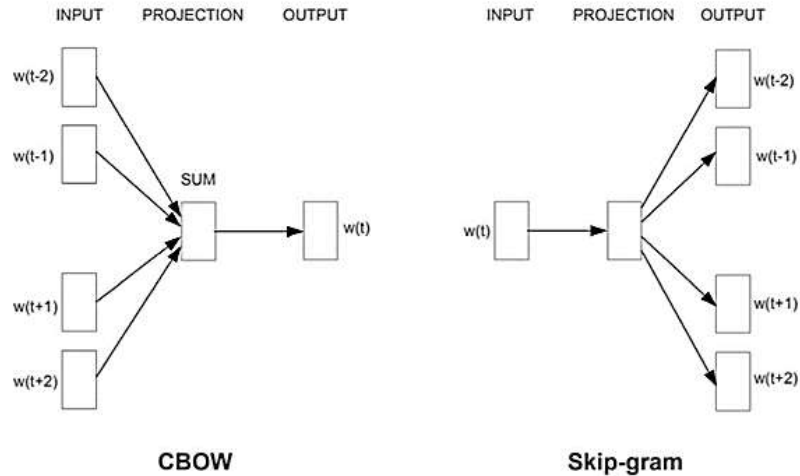 INPUT PROJECTION OUTPUT
w(t-2)
w(t-1)
SUM
w(t)
w(t+1)
w(t+2)
CBOW
INPUT PROJECTION OUTPUT
w(t-2)
w(t-1)
w(t)
w(t+1)
w(t+2)
Skip-gram